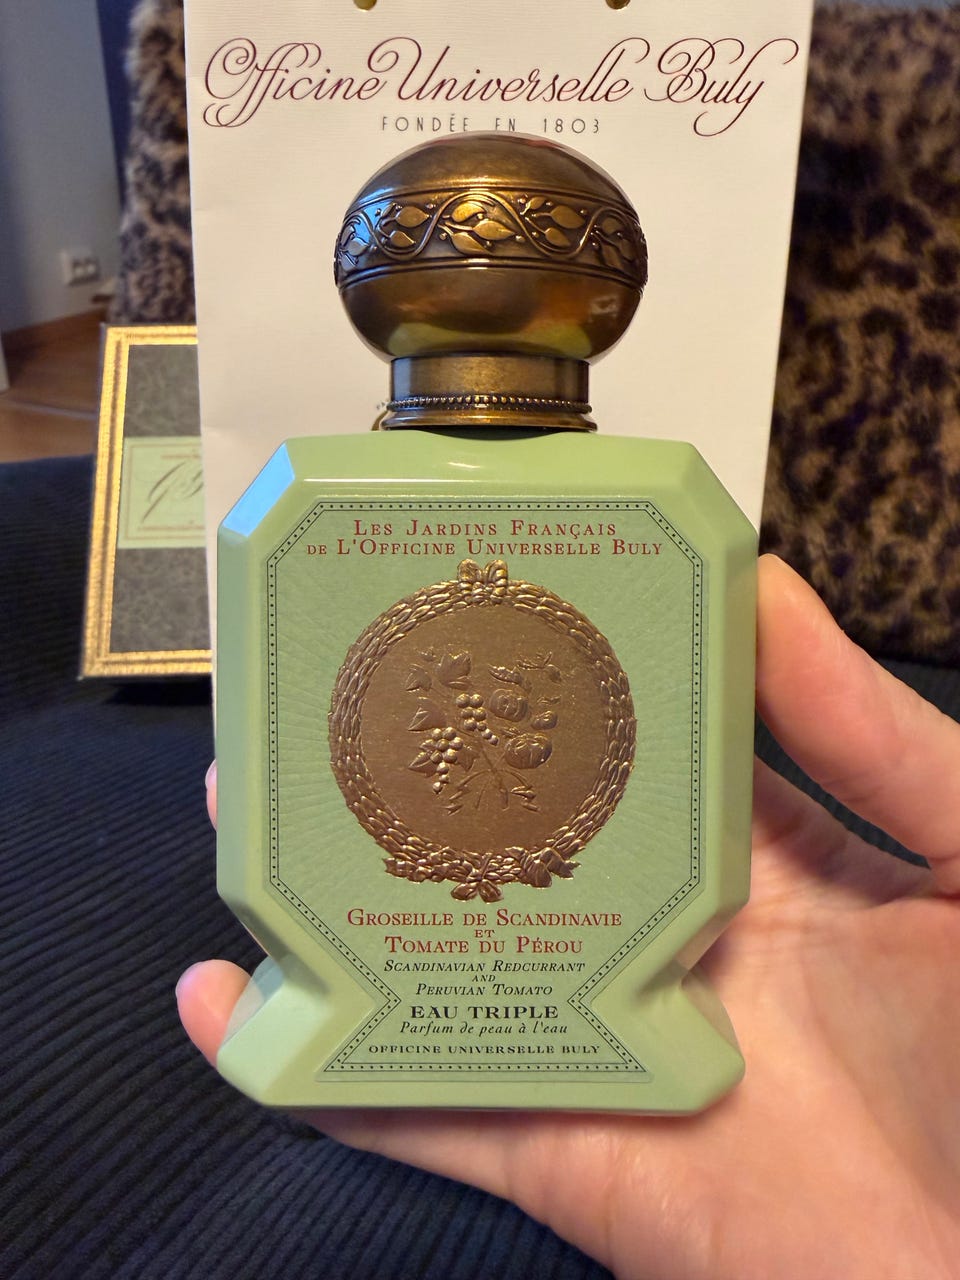 Officine Universelle Buly
FONDÉE EN 1803
LES JARDINS FRANÇAIS
DE L'OFFICINE UNIVERSELLE BULY
GROSEILLE DE SCANDINAVIE
ET
TOMATE DU PÉROU
SCANDINAVIAN REDCURRANT
AND
PERUVIAN TOMATO
EAU TRIPLE
Parfum de peau à l'eau
OFFICINE UNIVERSELLE BULY